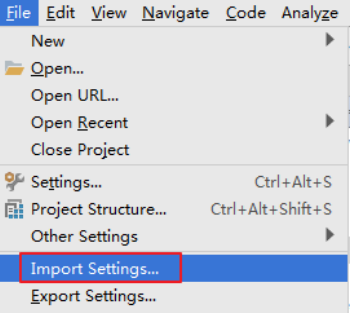 File Edit View Navigate Code Analyze
New
Open...
Open URL...
Open Recent
Close Project
Settings... Ctrl+Alt+S
Project Structure... Ctrl+Alt+Shift+S
Other Settings
Import Settings...
Export Settings...